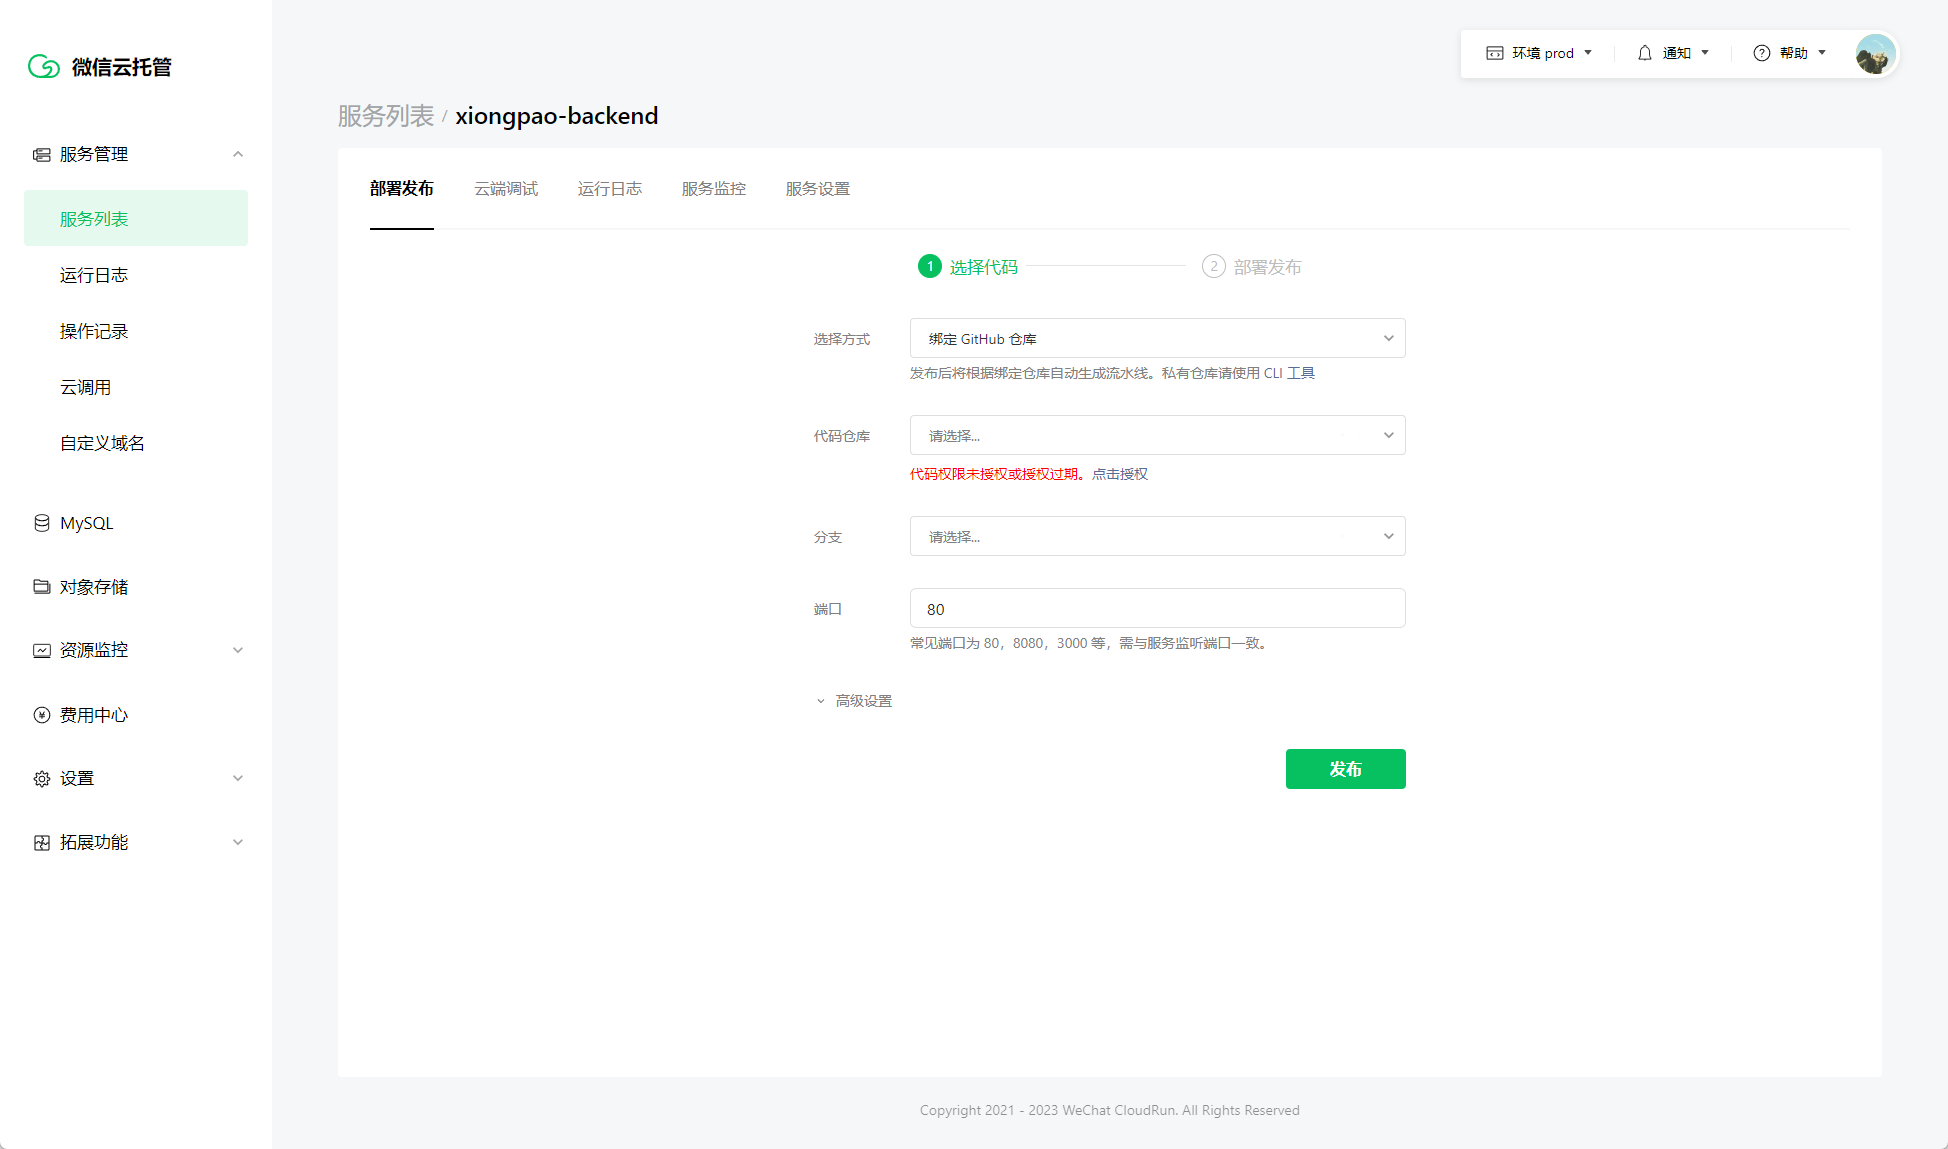 微信云托管
环境 prod
通知
帮助
服务列表 / xiongpao-backend
服务管理
服务列表
运行日志
操作记录
云调用
自定义域名
MySQL
对象存储
资源监控
费用中心
设置
拓展功能
部署发布 云端调试 运行日志 服务监控 服务设置
1 选择代码 2 部署发布
选择方式 绑定 GitHub 仓库
发布后将根据绑定仓库自动生成流水线。私有仓库请使用 CLI 工具
代码仓库 请选择...
代码权限未授权或授权过期。点击授权
分支 请选择...
端口 80
常见端口为 80，8080，3000 等，需与服务监听端口一致。
高级设置
发布
Copyright 2021 - 2023 WeChat CloudRun. All Rights Reserved